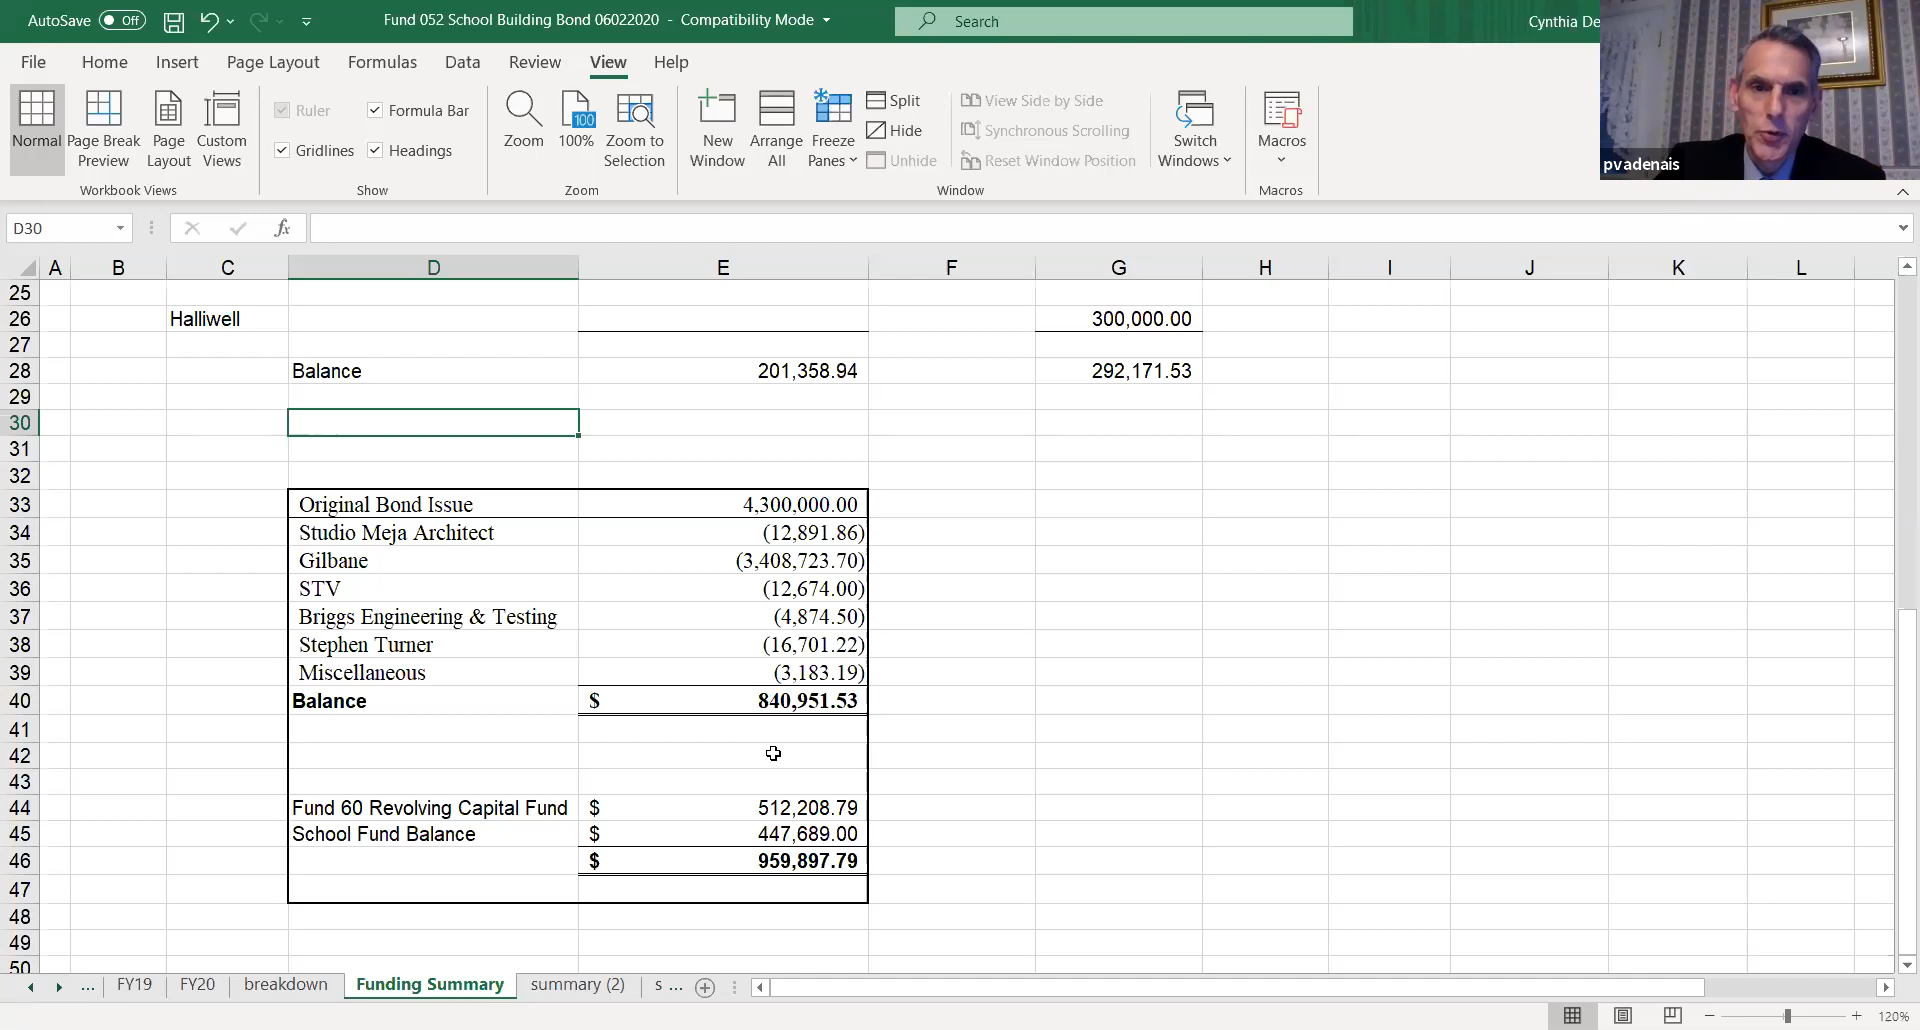 AutoSave Off Fund 052 School Building Bond 06022020 - Compatibility Mode Search Cynthia De
File Home Insert Page Layout Formulas Data Review View Help
Normal Page Break Preview Page Layout Custom Views
Workbook Views
Ruler Formula Bar
Gridlines Headings
Show
Zoom 100% Zoom to Selection
100
Zoom
New Window Arrange All Freeze Panes
Split View Side by Side
Hide Synchronous Scrolling
Unhide Reset Window Position
Window
Switch Windows
Macros
Macros
pvadenais
D30 fx
A B C D E F G H I J K L
25
26 Halliwell 300,000.00
27
28 Balance 201,358.94 292,171.53
29
30
31
32
33 Original Bond Issue 4,300,000.00
34 Studio Meja Architect (12,891.86)
35 Gilbane (3,408,723.70)
36 STV (12,674.00)
37 Briggs Engineering & Testing (4,874.50)
38 Stephen Turner (16,701.22)
39 Miscellaneous (3,183.19)
40 Balance $ 840,951.53
41
42
43
44 Fund 60 Revolving Capital Fund $ 512,208.79
45 School Fund Balance $ 447,689.00
46 $ 959,897.79
47
48
49
50
... FY19 FY20 breakdown Funding Summary summary (2) s ...
120%